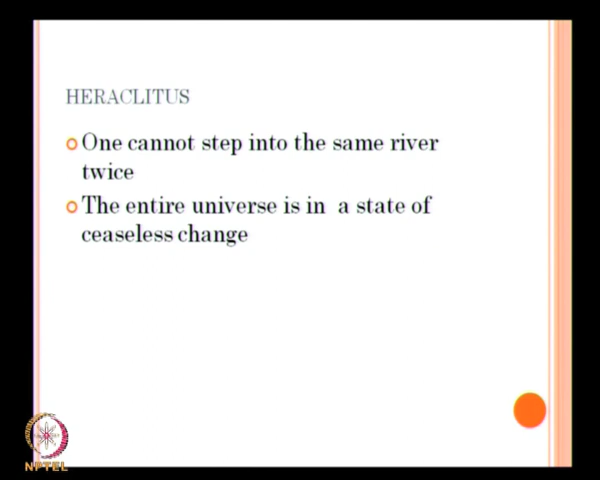 HERACLITUS
One cannot step into the same river
twice
The entire universe is in a state of
ceaseless change
NPTEL